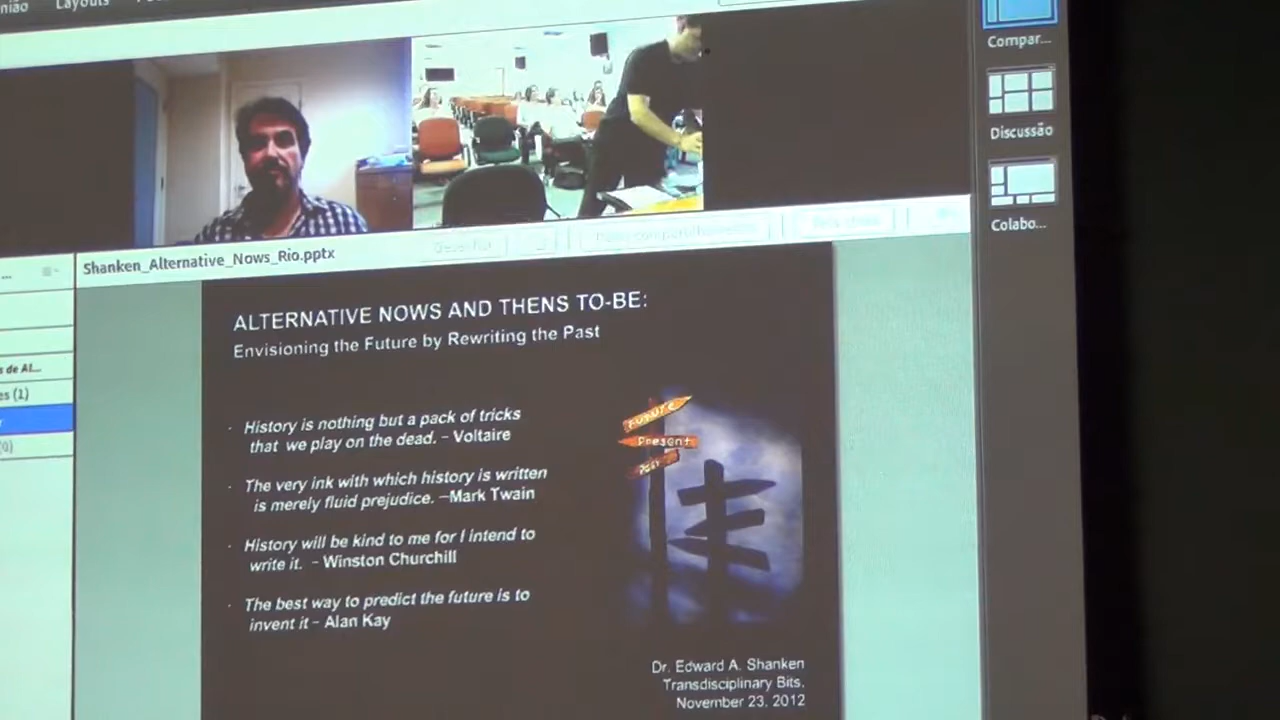 Layouts
Compar...
Discussão
Colabo...
Shanken_Alternative_Nows_Rio.pptx
s de Al...
es (1)
ALTERNATIVE NOWS AND THENS TO-BE:
Envisioning the Future by Rewriting the Past
· History is nothing but a pack of tricks
that we play on the dead. – Voltaire
· The very ink with which history is written
is merely fluid prejudice. –Mark Twain
· History will be kind to me for I intend to
write it. – Winston Churchill
· The best way to predict the future is to
invent it – Alan Kay
FUTURE
Present
Past
Dr. Edward A. Shanken
Transdisciplinary Bits,
November 23, 2012